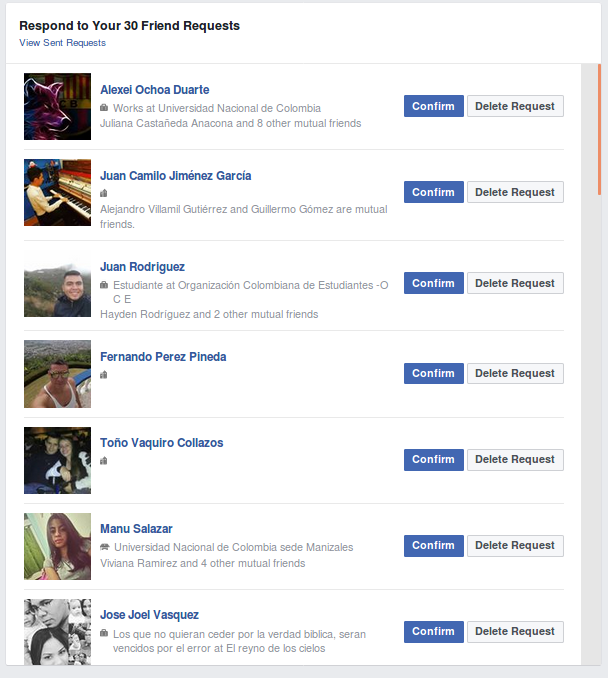 Respond to Your 30 Friend Requests
View Sent Requests
Alexei Ochoa Duarte
Works at Universidad Nacional de Colombia
Juliana Castañeda Anacona and 8 other mutual friends
Confirm
Delete Request
Juan Camilo Jiménez García
Alejandro Villamil Gutiérrez and Guillermo Gómez are mutual
friends.
Confirm
Delete Request
Juan Rodriguez
Estudiante at Organización Colombiana de Estudiantes -O
C E
Hayden Rodríguez and 2 other mutual friends
Confirm
Delete Request
Fernando Perez Pineda
Confirm
Delete Request
Toño Vaquiro Collazos
Confirm
Delete Request
Manu Salazar
Universidad Nacional de Colombia sede Manizales
Viviana Ramirez and 4 other mutual friends
Confirm
Delete Request
Jose Joel Vasquez
Los que no quieran ceder por la verdad biblica, seran
vencidos por el error at El reyno de los cielos
Confirm
Delete Request